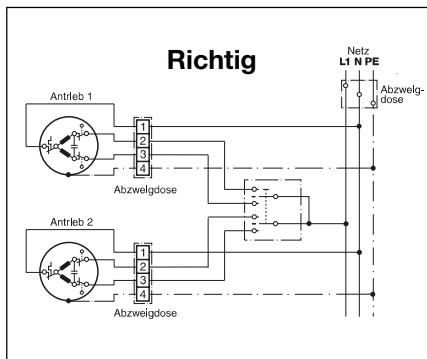 Richtig
Netz
L1 N PE
Abzweig-
dose
Antrieb 1
1
2
3
4
Abzweigdose
Antrieb 2
1
2
3
4
Abzweigdose